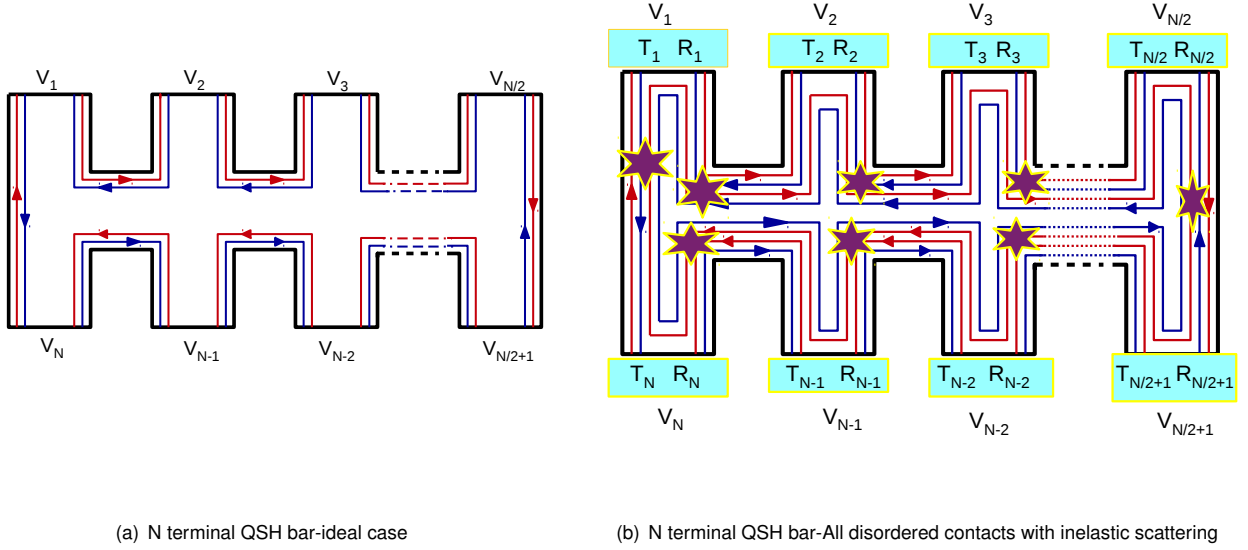 V1 V2 V3 VN/2
VN VN-1 VN-2 VN/2+1
(a) N terminal QSH bar-ideal case
V1 V2 V3 VN/2
T1 R1 T2 R2 T3 R3 TN/2 RN/2
TN RN TN-1 RN-1 TN-2 RN-2 TN/2+1 RN/2+1
VN VN-1 VN-2 VN/2+1
(b) N terminal QSH bar-All disordered contacts with inelastic scattering